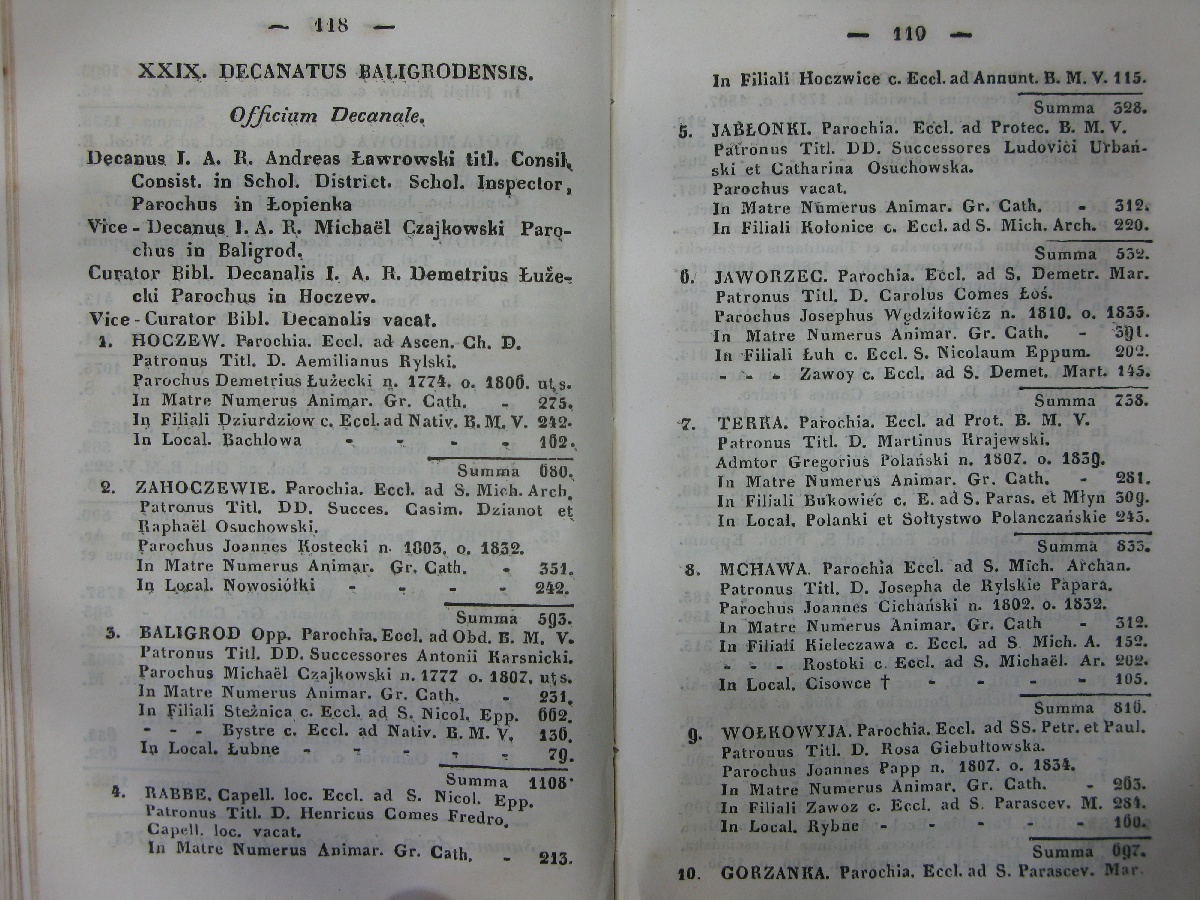 — 118 —
XXIX. DECANATUS BALIGRODENSIS.
Officium Decanale.
Decanus I. A. R. Andreas Ławrowski titl. Consil.
Consist. in Schol. District. Schol. Inspector,
Parochus in Łopienka
Vice-Decanus I. A. R. Michaël Czajkowski Paro-
chus in Baligrod.
Curator Bibl. Decanalis I. A. R. Demetrius Łuże-
cki Parochus in Hoczew.
Vice-Curator Bibl. Decanalis vacat.
1. HOCZEW. Parochia. Eccl. ad Ascen. Ch. D.
Patronus Titl. D. Aemilianus Rylski.
Parochus Demetrius Łużecki n. 1774. o. 1806. uts.
In Matre Numerus Animar. Gr. Cath. - 275.
In Filiali Dziurdziow c. Eccl. ad Nativ. B. M. V. 242.
In Local. Bachlowa - - - - 162.
Summa 680.
2. ZAHOCZEWIE. Parochia. Eccl. ad S. Mich. Arch.
Patronus Titl. DD. Succes. Casim. Dzianot et
Raphaël Osuchowski.
Parochus Joannes Kostecki n. 1803. o. 1832.
In Matre Numerus Animar. Gr. Cath. - 351.
In Local. Nowosiółki - - - - 242.
Summa 593.
3. BALIGROD Opp. Parochia. Eccl. ad Obd. B. M. V.
Patronus Titl. DD. Successores Antonii Karsnicki.
Parochus Michaël Czajkowski n. 1777 o. 1807. uts.
In Matre Numerus Animar. Gr. Cath. - 231.
In Filiali Steżnica c. Eccl. ad S. Nicol. Epp. 662.
- - - Bystre c. Eccl. ad Nativ. B. M. V. 136.
In Local. Łubne - - - - 79.
Summa 1108.
4. RABBE. Capell. loc. Eccl. ad S. Nicol. Epp.
Patronus Titl. D. Henricus Comes Fredro.
Capell. loc. vacat.
In Matre Numerus Animar. Gr. Cath. - 213.
— 119 —
In Filiali Hoczwice c. Eccl. ad Annunt. B. M. V. 115.
Summa 328.
5. JABŁONKI. Parochia. Eccl. ad Protec. B. M. V.
Patronus Titl. DD. Successores Ludovici Urbań-
ski et Catharina Osuchowska.
Parochus vacat.
In Matre Numerus Animar. Gr. Cath. - 312.
In Filiali Kołonice c. Eccl. ad S. Mich. Arch. 220.
Summa 532.
6. JAWORZEC. Parochia. Eccl. ad S. Demetr. Mar.
Patronus Titl. D. Carolus Comes Łoś.
Parochus Josephus Wędziłowicz n. 1810. o. 1835.
In Matre Numerus Animar. Gr. Cath. - 391.
In Filiali Łuh c. Eccl. S. Nicolaum Eppum. 202.
- - - Zawoy c. Eccl. ad S. Demet. Mart. 145.
Summa 738.
7. TERKA. Parochia. Eccl. ad Prot. B. M. V.
Patronus Titl. D. Martinus Krajewski.
Admtor Gregorius Polański n. 1807. o. 1839.
In Matre Numerus Animar. Gr. Cath. - 281.
In Filiali Bukowiec c. E. ad S. Paras. et Młyn 309.
In Local. Polanki et Sołtystwo Polanczańskie 243.
Summa 833.
8. MCHAWA. Parochia Eccl. ad S. Mich. Archan.
Patronus Titl. D. Josepha de Rylskie Papara.
Parochus Joannes Cichański n. 1802. o. 1832.
In Matre Numerus Animar. Gr. Cath - 312.
In Filiali Kieleczawa c. Eccl. ad S. Mich. A. 152.
- - - Rostoki c. Eccl. ad S. Michaël. Ar. 202.
In Local. Cisowce † - - - - 105.
Summa 816.
9. WOŁKOWYJA. Parochia. Eccl. ad SS. Petr. et Paul.
Patronus Titl. D. Rosa Giebułtowska.
Parochus Joannes Papp n. 1807. o. 1834.
In Matre Numerus Animar. Gr. Cath. - 263.
In Filiali Zawoz c. Eccl. ad S. Parascev. M. 284.
In Local. Rybne - - - - - 160.
Summa 697.
10. GORZANKA. Parochia. Eccl. ad S. Parascev. Mar